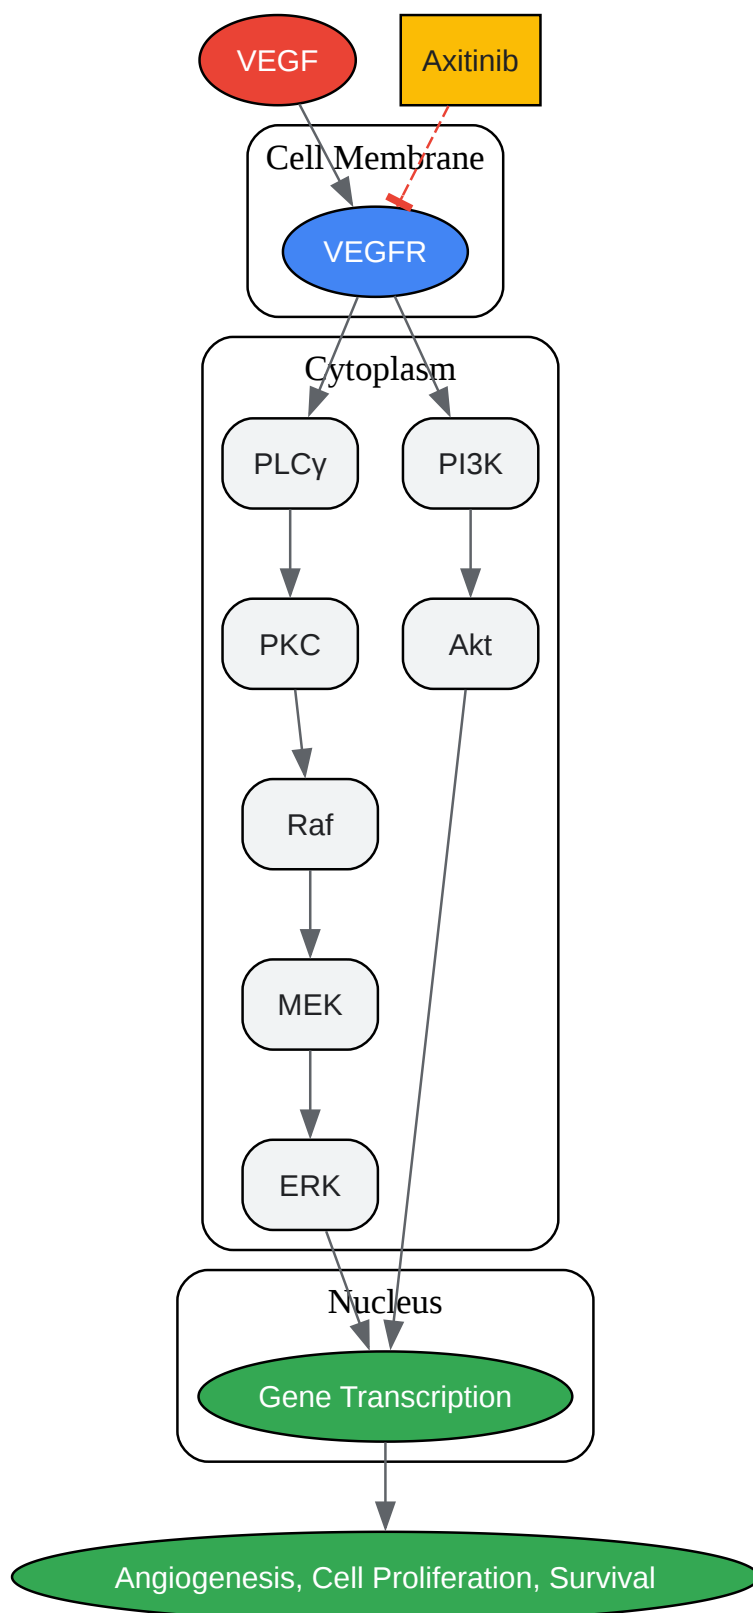 VEGF
Axitinib
Cell Membrane
VEGFR
Cytoplasm
PLCγ
PI3K
PKC
Akt
Raf
MEK
ERK
Nucleus
Gene Transcription
Angiogenesis, Cell Proliferation, Survival